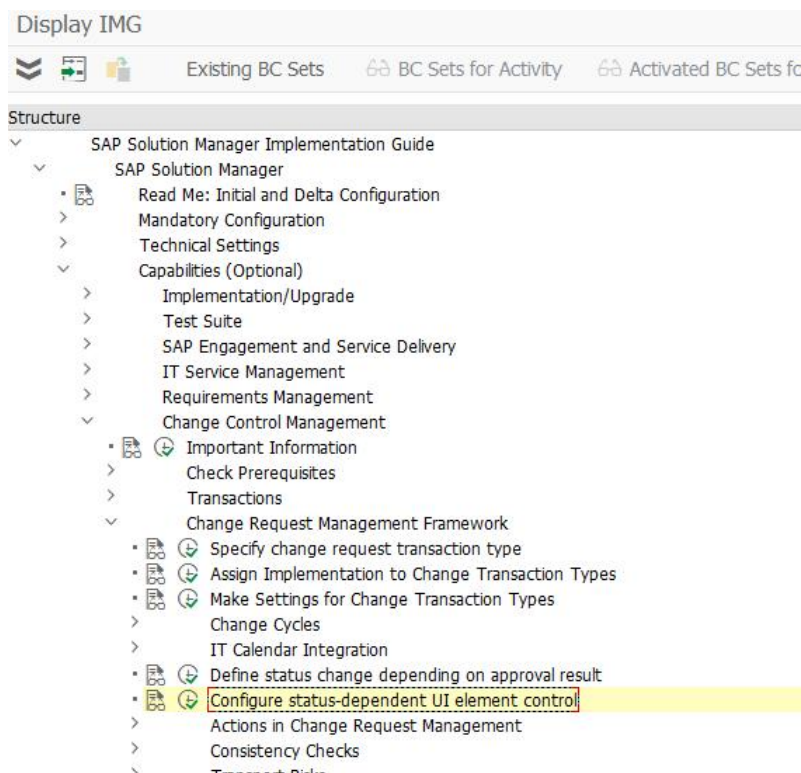 Display IMG
Existing BC Sets BC Sets for Activity Activated BC Sets fo
Structure
SAP Solution Manager Implementation Guide
SAP Solution Manager
Read Me: Initial and Delta Configuration
Mandatory Configuration
Technical Settings
Capabilities (Optional)
Implementation/Upgrade
Test Suite
SAP Engagement and Service Delivery
IT Service Management
Requirements Management
Change Control Management
Important Information
Check Prerequisites
Transactions
Change Request Management Framework
Specify change request transaction type
Assign Implementation to Change Transaction Types
Make Settings for Change Transaction Types
Change Cycles
IT Calendar Integration
Define status change depending on approval result
Configure status-dependent UI element control
Actions in Change Request Management
Consistency Checks
Transport Risks